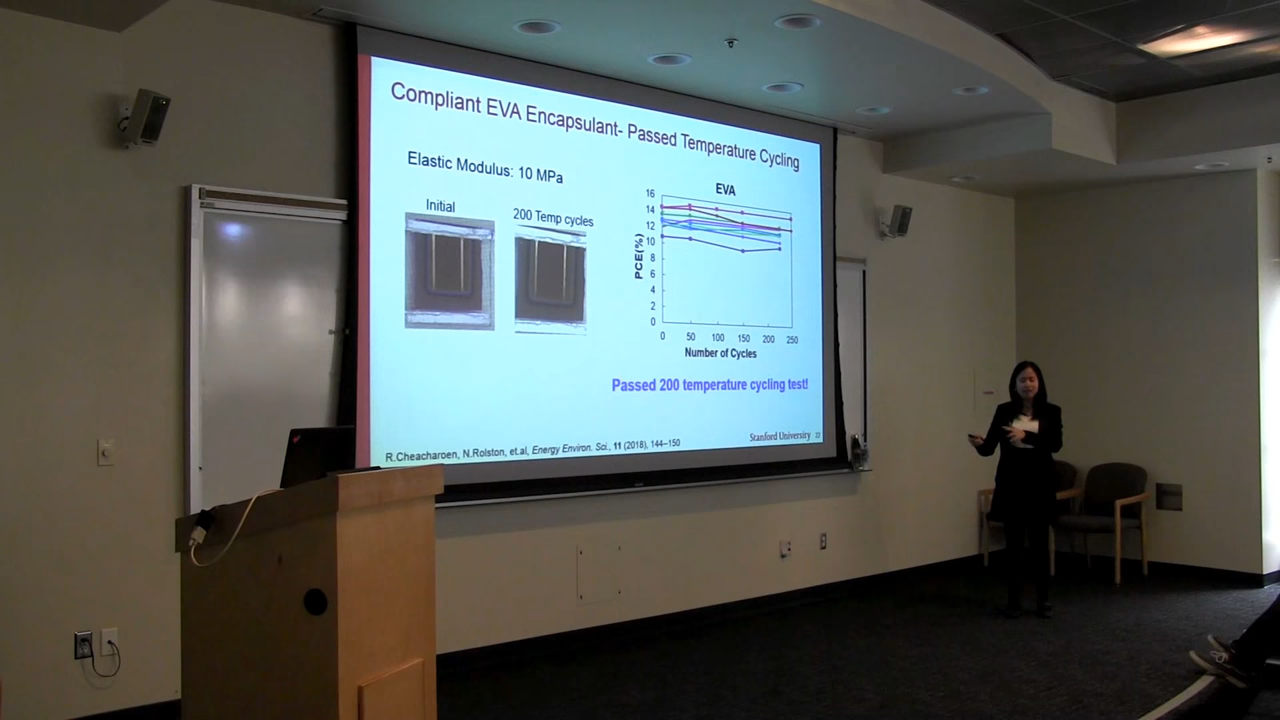 Compliant EVA Encapsulant- Passed Temperature Cycling
Elastic Modulus: 10 MPa
Initial
200 Temp cycles
EVA
16
14
12
10
8
6
4
2
0
PCE(%)
0 50 100 150 200 250
Number of Cycles
Passed 200 temperature cycling test!
R.Cheacharoen, N.Rolston, et.al, Energy Environ. Sci., 11 (2018), 144–150
Stanford University 22